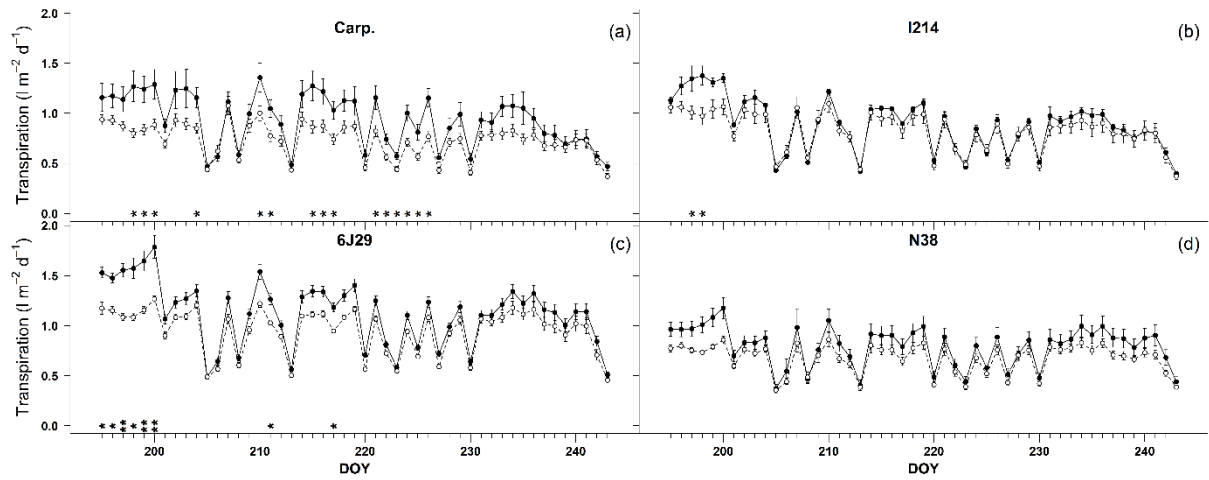 Carp.
(a)
I214
(b)
Transpiration (l m⁻² d⁻¹)
2.0
1.5
1.0
0.5
0.0
* * * * * * * * * * * * * * *
* *
6J29
(c)
N38
(d)
Transpiration (l m⁻² d⁻¹)
2.0
1.5
1.0
0.5
0.0
* * * * * * * * * *
* *
200 210 220 230 240
DOY
200 210 220 230 240
DOY